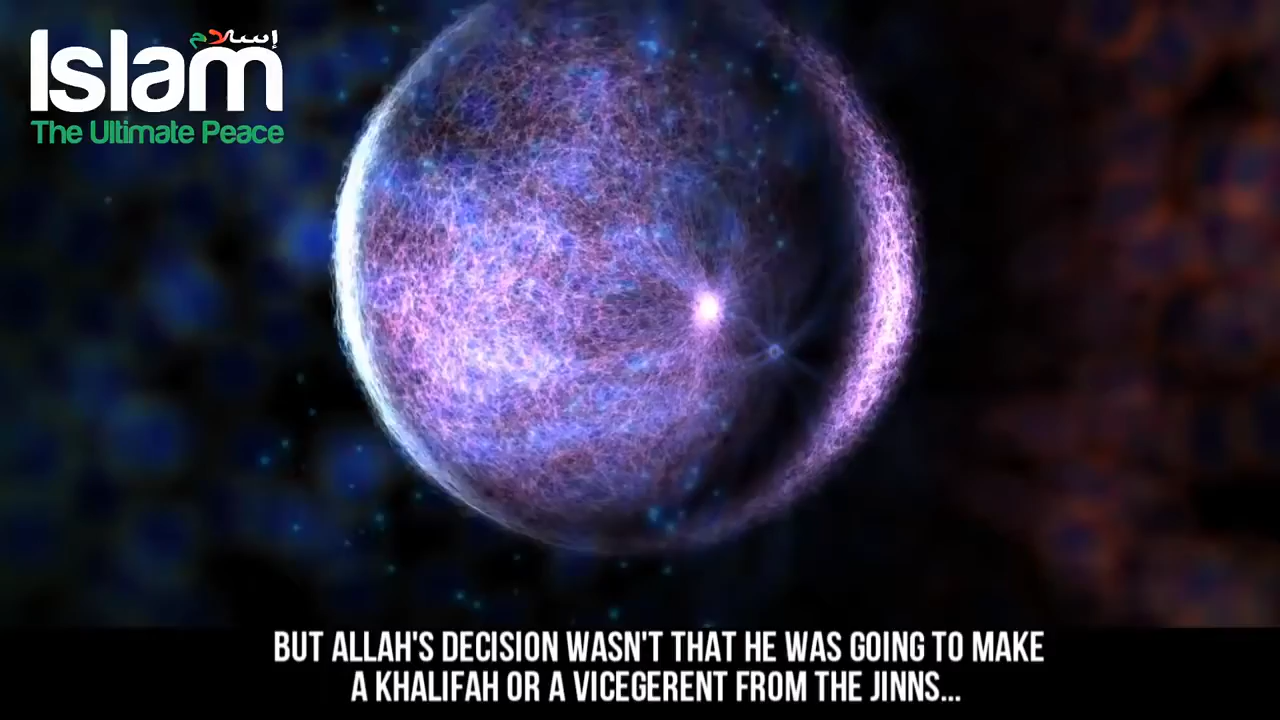 إسلام
Islam
The Ultimate Peace
BUT ALLAH'S DECISION WASN'T THAT HE WAS GOING TO MAKE
A KHALIFAH OR A VICEGERENT FROM THE JINNS...